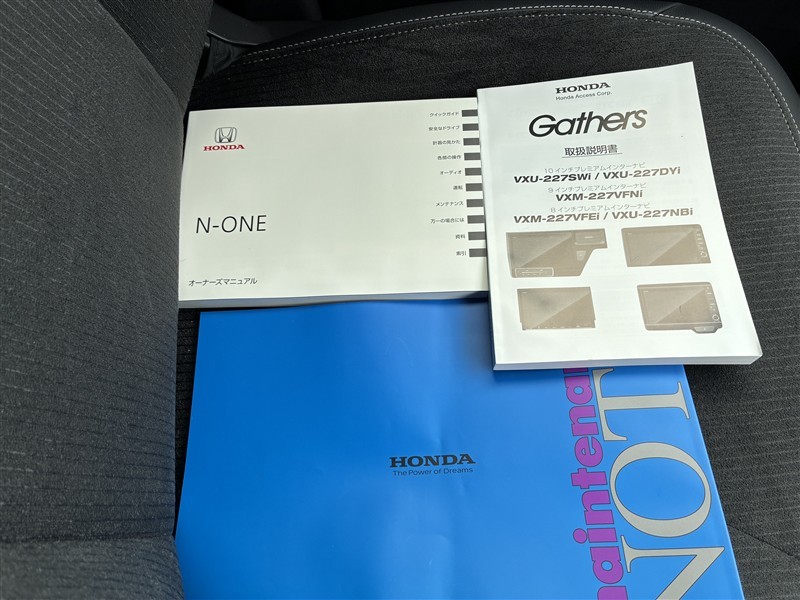 HONDA
N-ONE
オーナーズマニュアル
クイックガイド
安全なドライブ
計器の見かた
各部の操作
オーディオ
運転
メンテナンス
万一の場合には
資料
索引
HONDA
Honda Access Corp.
Gathers
取扱説明書
10インチプレミアムインターナビ
VXU-227SWi / VXU-227DYi
9インチプレミアムインターナビ
VXM-227VFNi
8インチプレミアムインターナビ
VXM-227VFEi / VXU-227NBi
HONDA
The Power of Dreams
maintenan
NOT